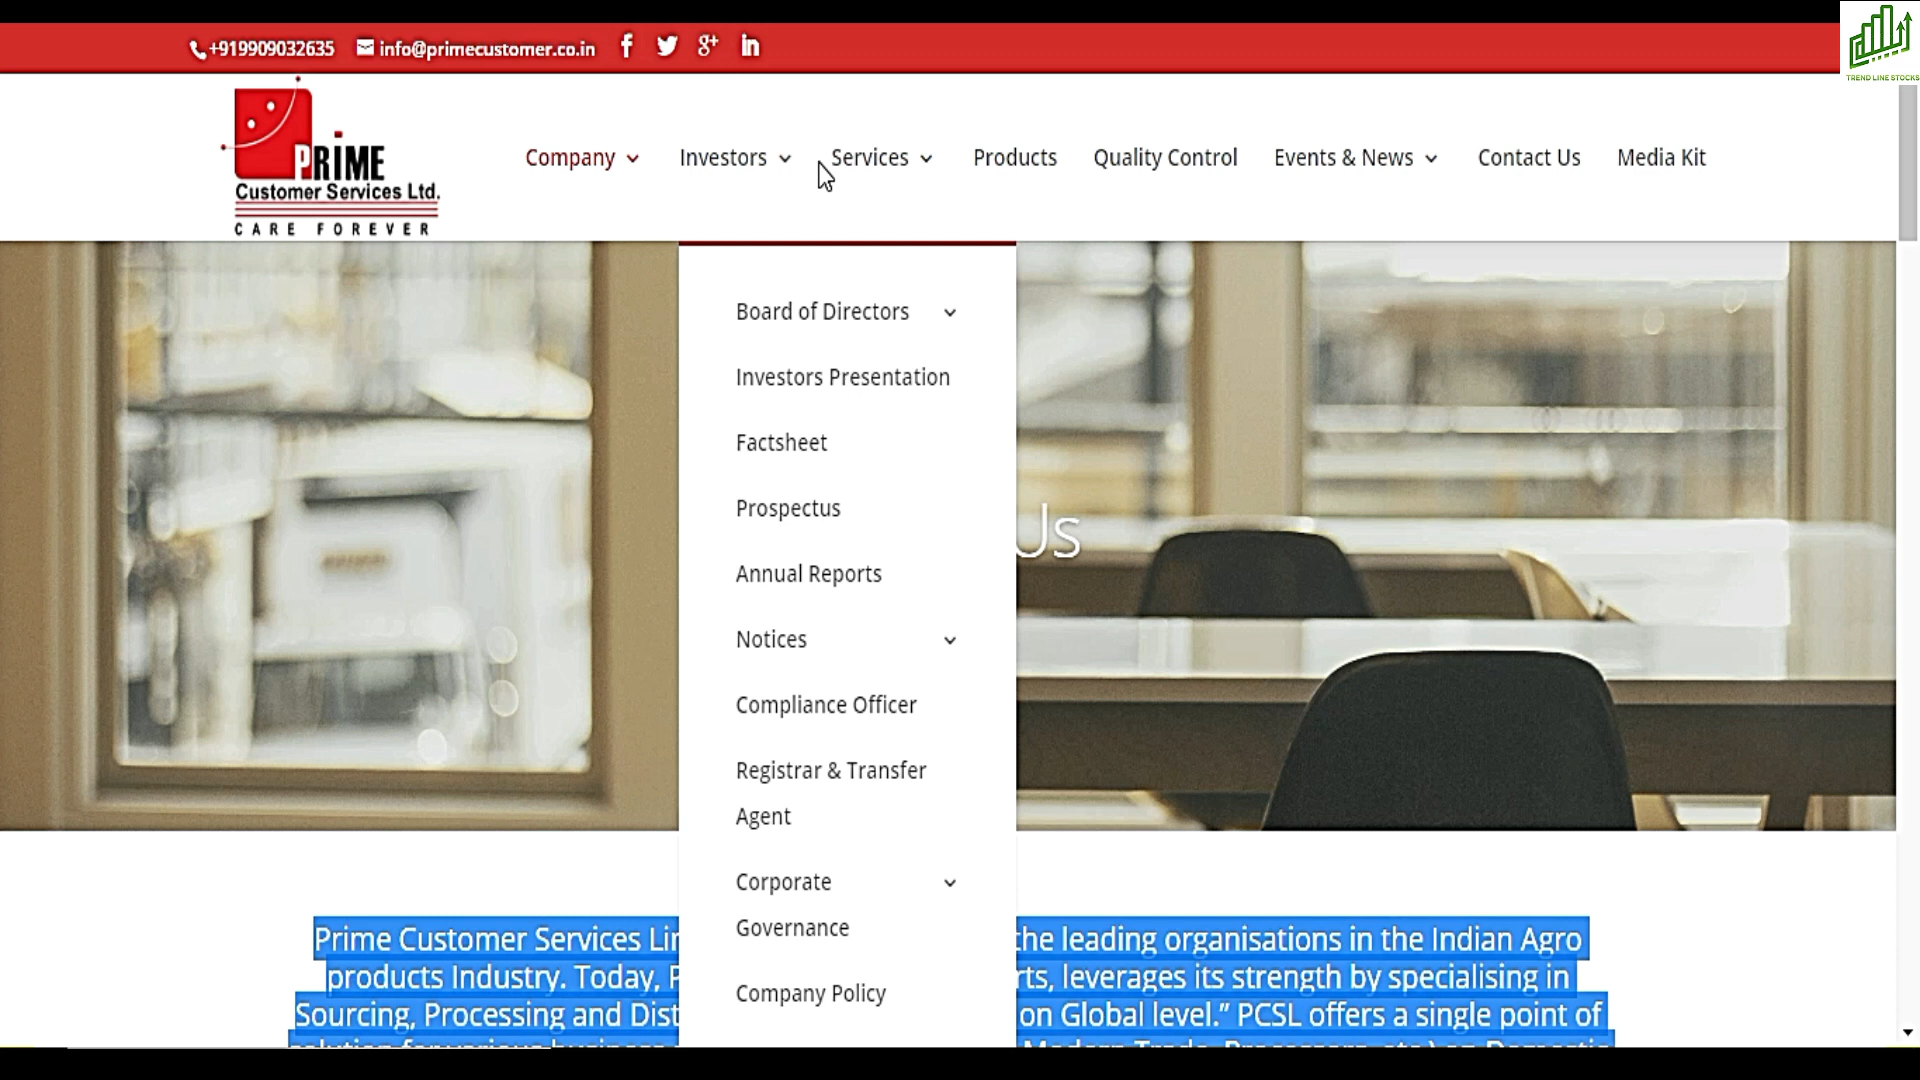 +919909032635 info@primecustomer.co.in
TREND LINE STOCKS
PRIME
Customer Services Ltd.
CARE FOREVER
Company Investors Services Products Quality Control Events & News Contact Us Media Kit
Board of Directors
Investors Presentation
Factsheet
Prospectus
Annual Reports
Notices
Compliance Officer
Registrar & Transfer
Agent
Corporate
Governance
Company Policy
Us
Prime Customer Services the leading organisations in the Indian Agro
products Industry. Today, leverages its strength by specialising in
Sourcing, Processing and on Global level.” PCSL offers a single point of